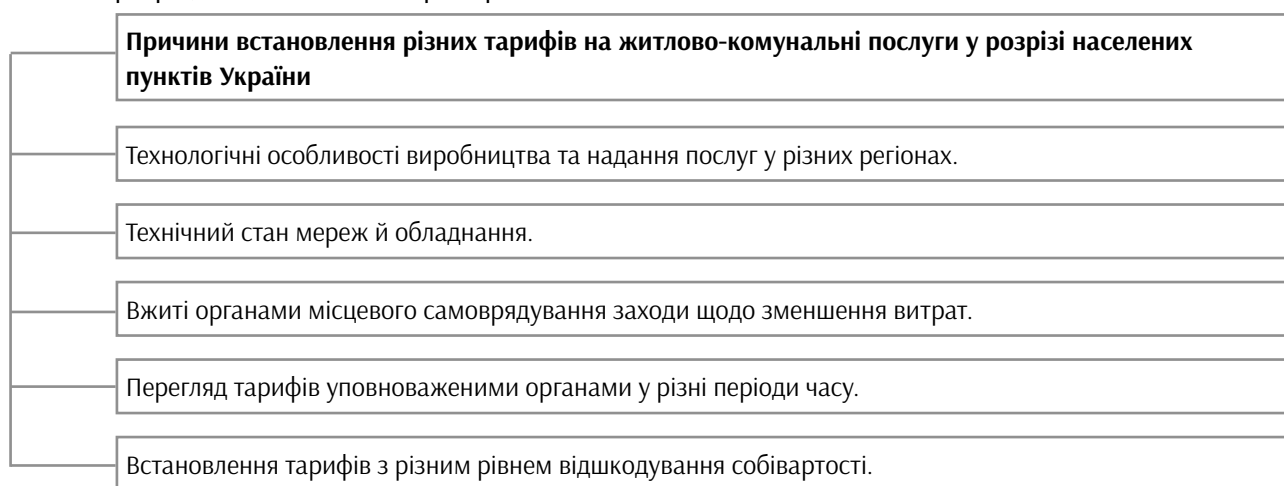 Причини встановлення різних тарифів на житлово-комунальні послуги у розрізі населених
пунктів України
Технологічні особливості виробництва та надання послуг у різних регіонах.
Технічний стан мереж й обладнання.
Вжиті органами місцевого самоврядування заходи щодо зменшення витрат.
Перегляд тарифів уповноваженими органами у різні періоди часу.
Встановлення тарифів з різним рівнем відшкодування собівартості.